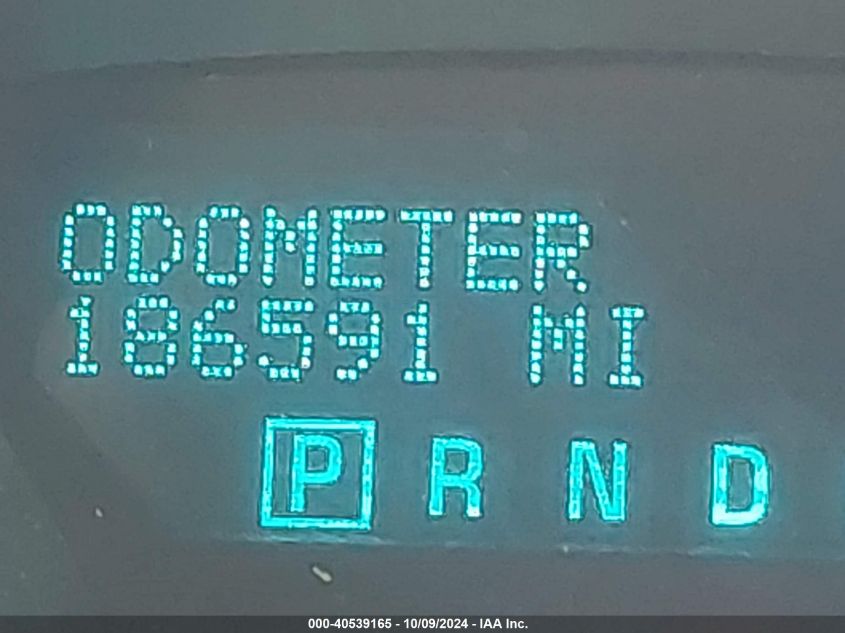 ODOMETER
186591 MI
P R N D
000-40539165 - 10/09/2024 - IAA Inc.